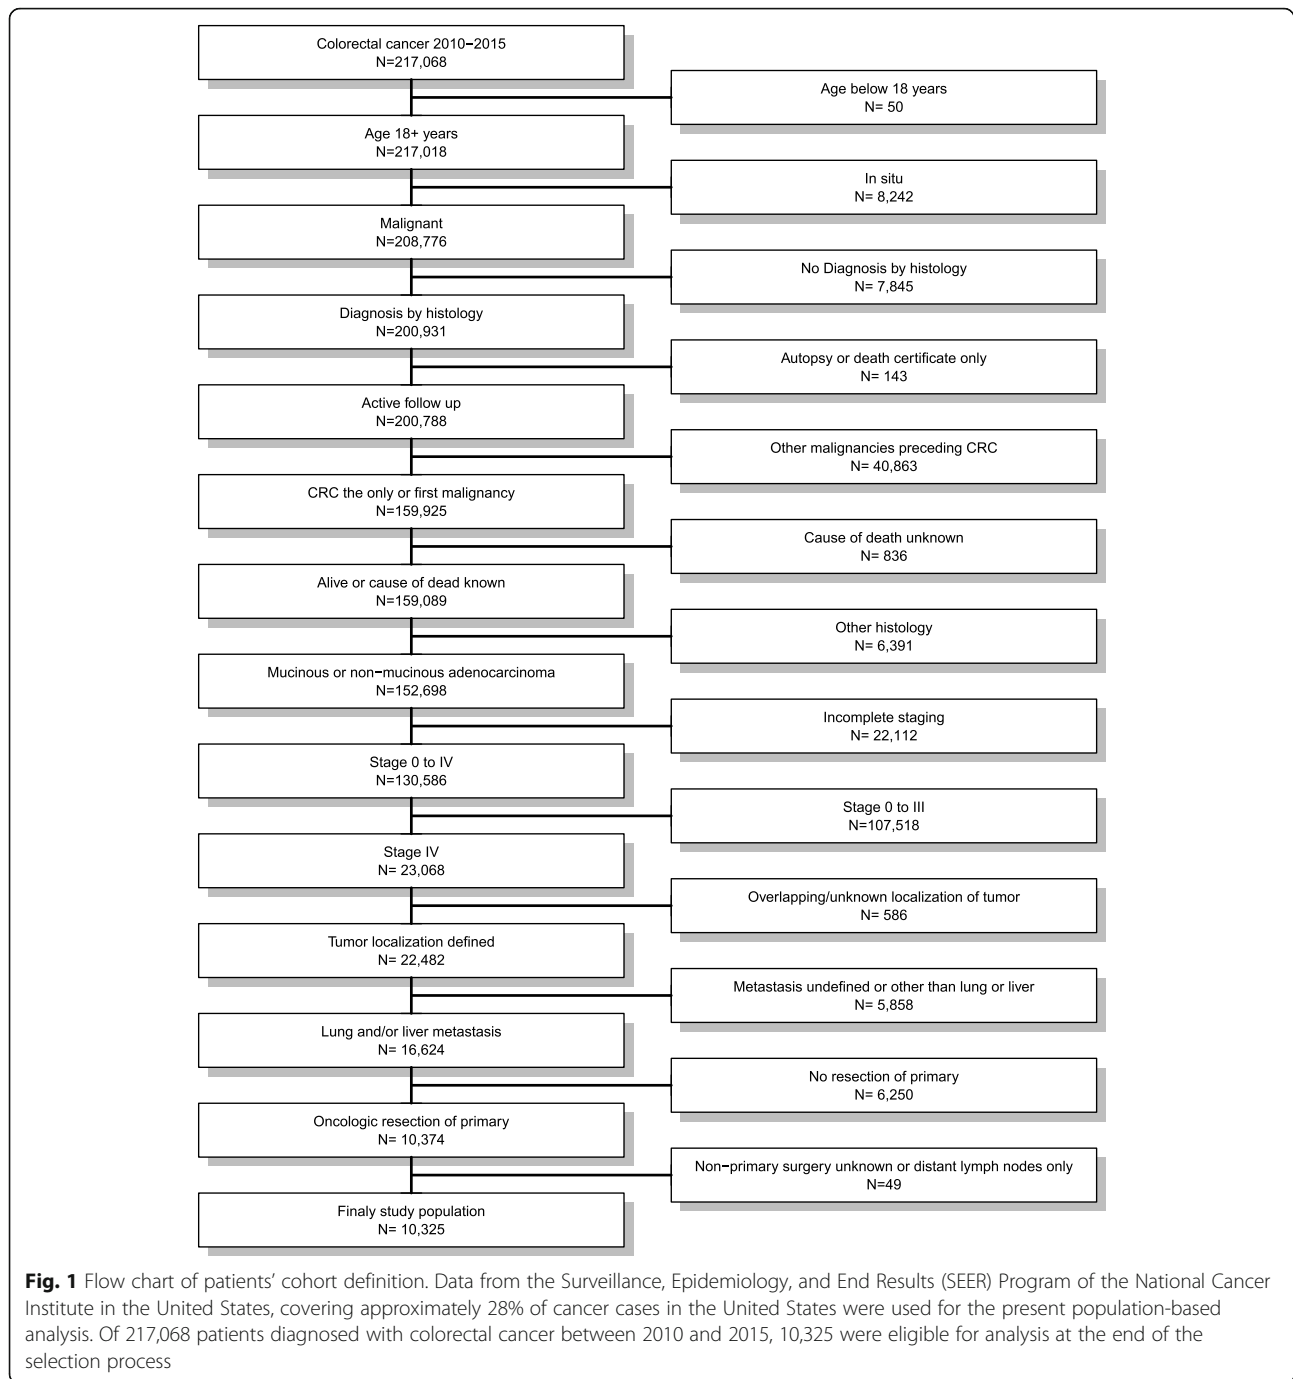 Colorectal cancer 2010−2015
N=217,068
Age below 18 years
N= 50
Age 18+ years
N=217,018
In situ
N= 8,242
Malignant
N=208,776
No Diagnosis by histology
N= 7,845
Diagnosis by histology
N=200,931
Autopsy or death certificate only
N= 143
Active follow up
N=200,788
Other malignancies preceding CRC
N= 40,863
CRC the only or first malignancy
N=159,925
Cause of death unknown
N= 836
Alive or cause of dead known
N=159,089
Other histology
N= 6,391
Mucinous or non−mucinous adenocarcinoma
N=152,698
Incomplete staging
N= 22,112
Stage 0 to IV
N=130,586
Stage 0 to III
N=107,518
Stage IV
N= 23,068
Overlapping/unknown localization of tumor
N= 586
Tumor localization defined
N= 22,482
Metastasis undefined or other than lung or liver
N= 5,858
Lung and/or liver metastasis
N= 16,624
No resection of primary
N= 6,250
Oncologic resection of primary
N= 10,374
Non−primary surgery unknown or distant lymph nodes only
N=49
Finaly study population
N= 10,325
Fig. 1 Flow chart of patients’ cohort definition. Data from the Surveillance, Epidemiology, and End Results (SEER) Program of the National Cancer
Institute in the United States, covering approximately 28% of cancer cases in the United States were used for the present population-based
analysis. Of 217,068 patients diagnosed with colorectal cancer between 2010 and 2015, 10,325 were eligible for analysis at the end of the
selection process